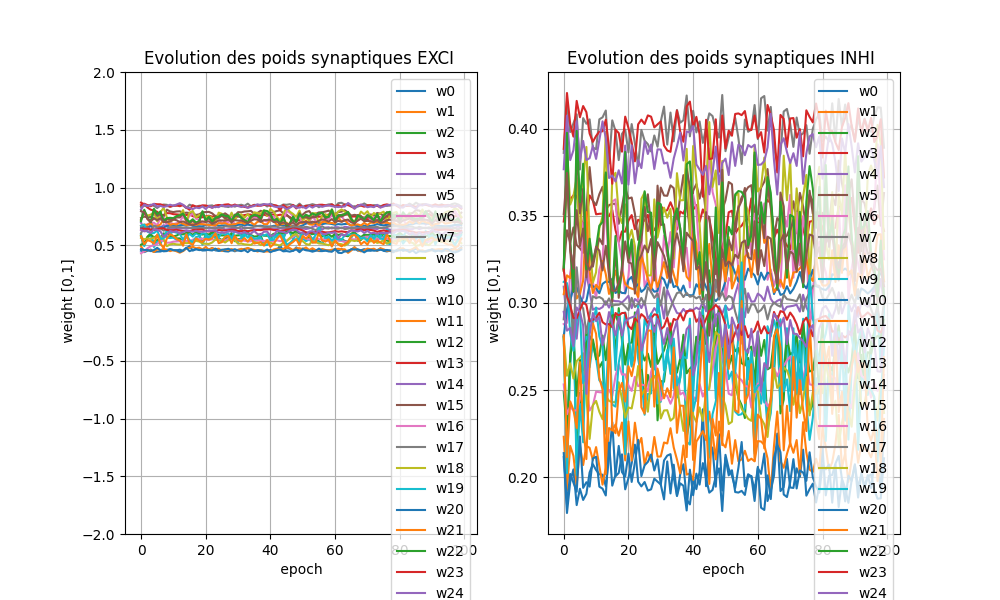 Evolution des poids synaptiques EXCI
weight [0,1]
2.0
1.5
1.0
0.5
0.0
−0.5
−1.0
−1.5
−2.0
0 20 40 60 80 100
epoch
w0
w1
w2
w3
w4
w5
w6
w7
w8
w9
w10
w11
w12
w13
w14
w15
w16
w17
w18
w19
w20
w21
w22
w23
w24
Evolution des poids synaptiques INHI
weight [0,1]
0.40
0.35
0.30
0.25
0.20
0 20 40 60 80 100
epoch
w0
w1
w2
w3
w4
w5
w6
w7
w8
w9
w10
w11
w12
w13
w14
w15
w16
w17
w18
w19
w20
w21
w22
w23
w24